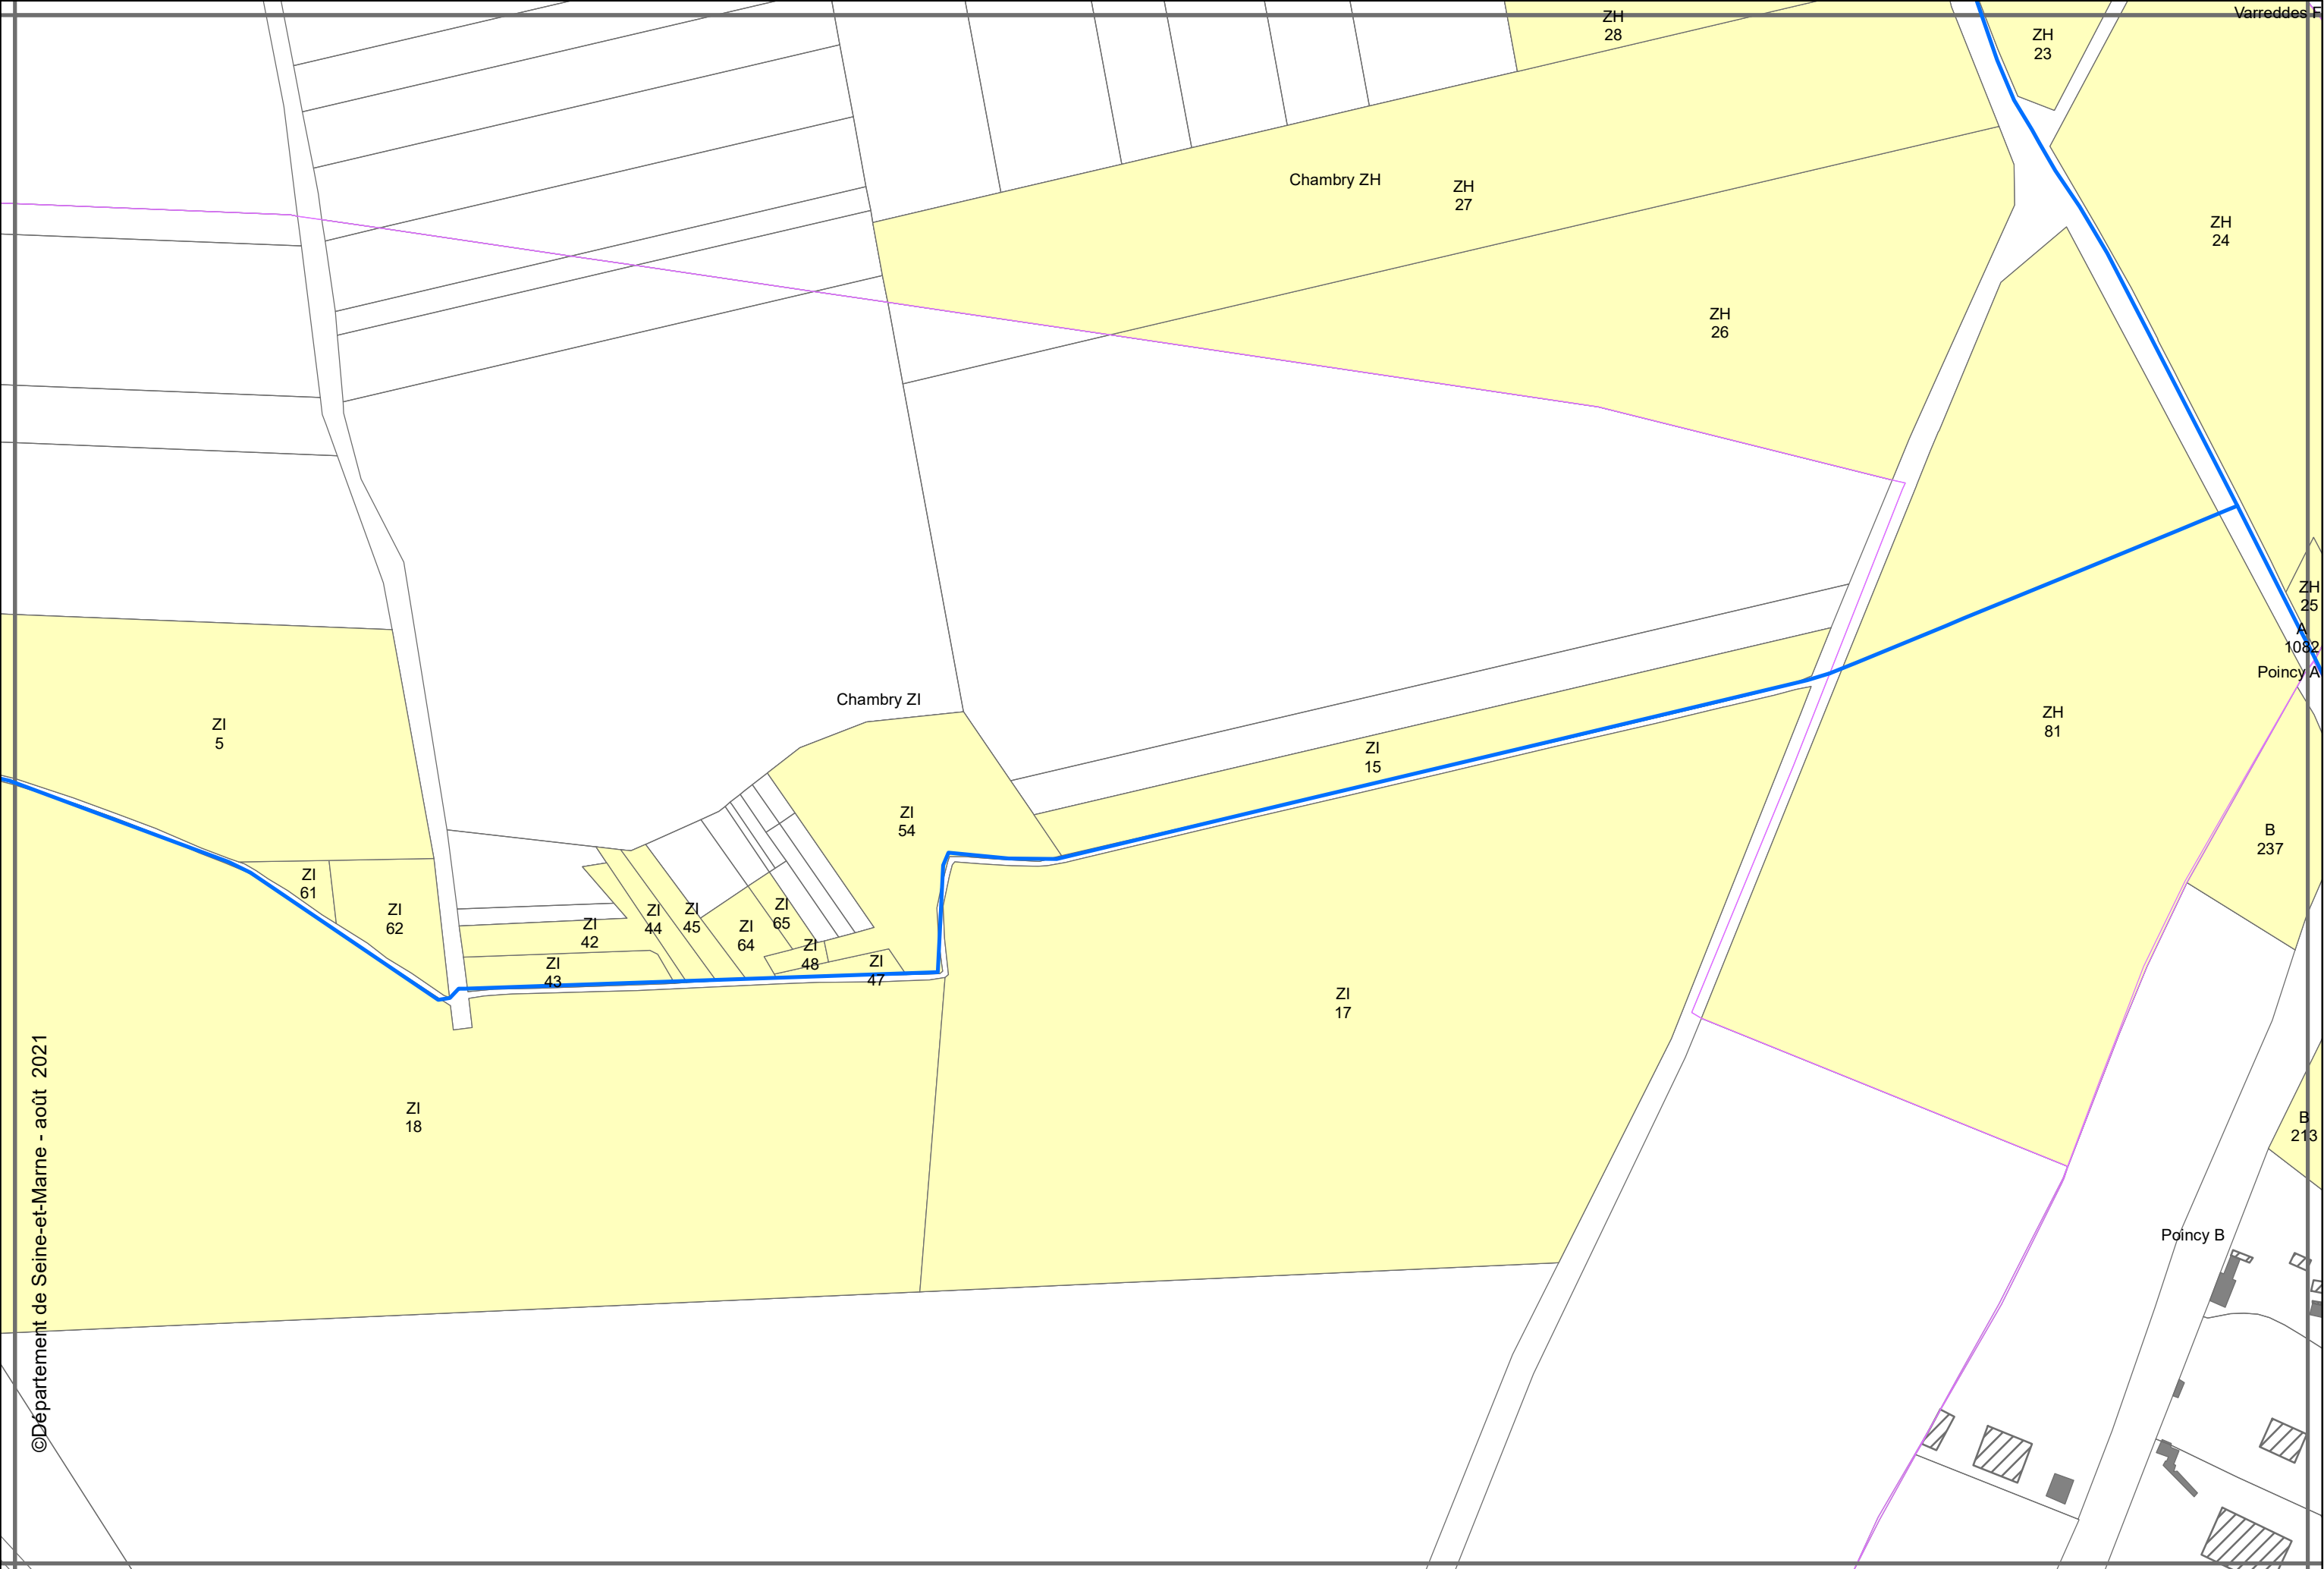 Varreddes F
ZH
28
ZH
23
Chambry ZH
ZH
27
ZH
24
ZH
26
ZH
25
A
1082
Poincy A
Chambry ZI
ZI
5
ZH
81
ZI
15
ZI
54
B
237
ZI
61
ZI
62
ZI
42
ZI
44
ZI
45
ZI
64
ZI
65
ZI
48
ZI
43
ZI
47
ZI
17
ZI
18
B
213
Poincy B
©Département de Seine-et-Marne - août 2021